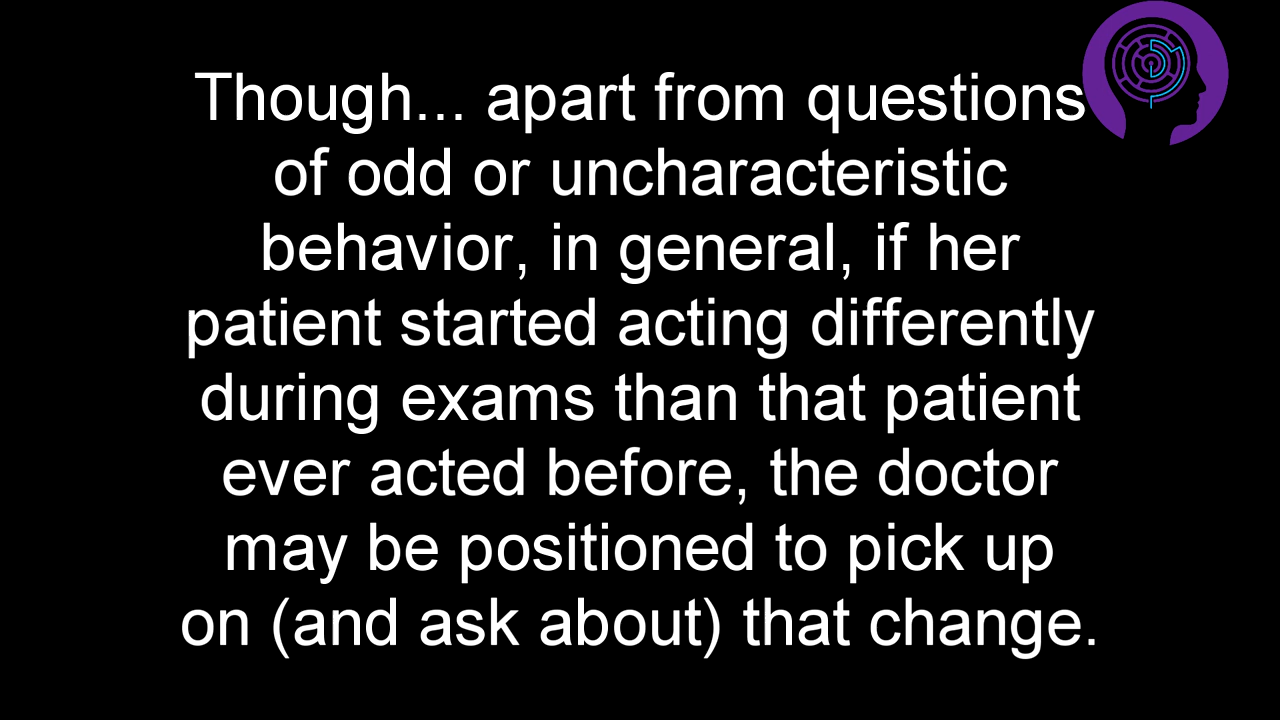 Though... apart from questions
of odd or uncharacteristic
behavior, in general, if her
patient started acting differently
during exams than that patient
ever acted before, the doctor
may be positioned to pick up
on (and ask about) that change.